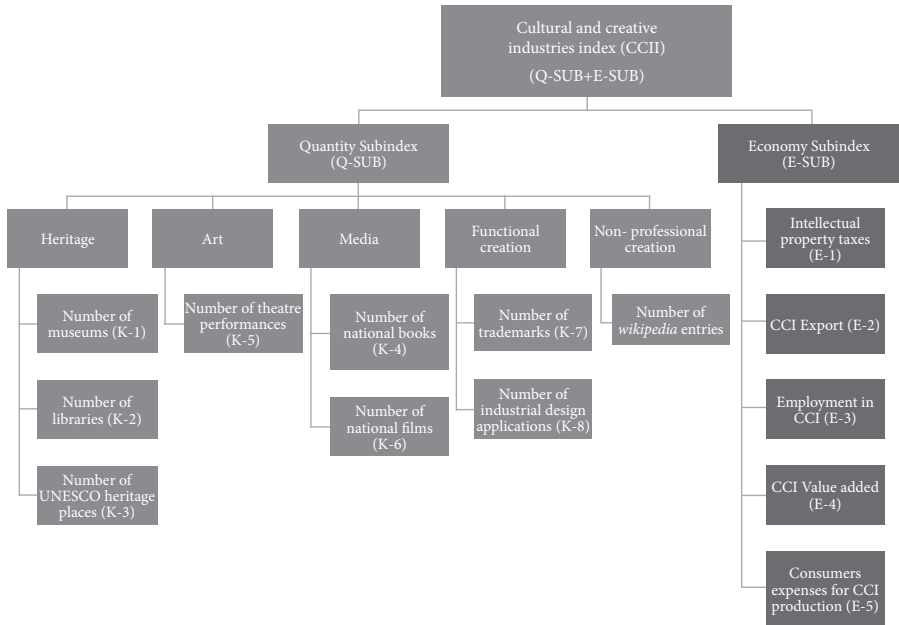 Cultural and creative
industries index (CCII)
(Q-SUB+E-SUB)
Quantity Subindex
(Q-SUB)
Economy Subindex
(E-SUB)
Heritage
Art
Media
Functional
creation
Non- professional
creation
Number of
museums (K-1)
Number of
libraries (K-2)
Number of
UNESCO heritage
places (K-3)
Number of theatre
performances
(K-5)
Number of
national books
(K-4)
Number of
national films
(K-6)
Number of
trademarks (K-7)
Number of
industrial design
applications (K-8)
Number of
wikipedia entries
Intellectual
property taxes
(E-1)
CCI Export (E-2)
Employment in
CCI (E-3)
CCI Value added
(E-4)
Consumers
expenses for CCI
production (E-5)